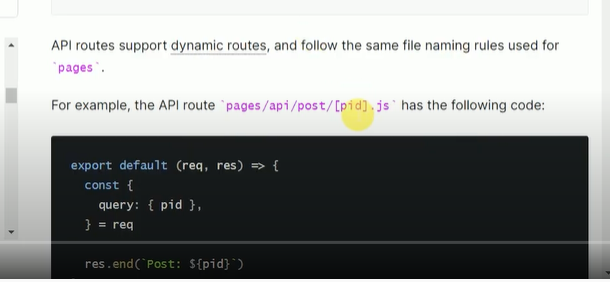 API routes support dynamic routes, and follow the same file naming rules used for
`pages`.
For example, the API route `pages/api/post/[pid].js` has the following code:
export default (req, res) => {
const {
query: { pid },
} = req
res.end(`Post: ${pid}`)